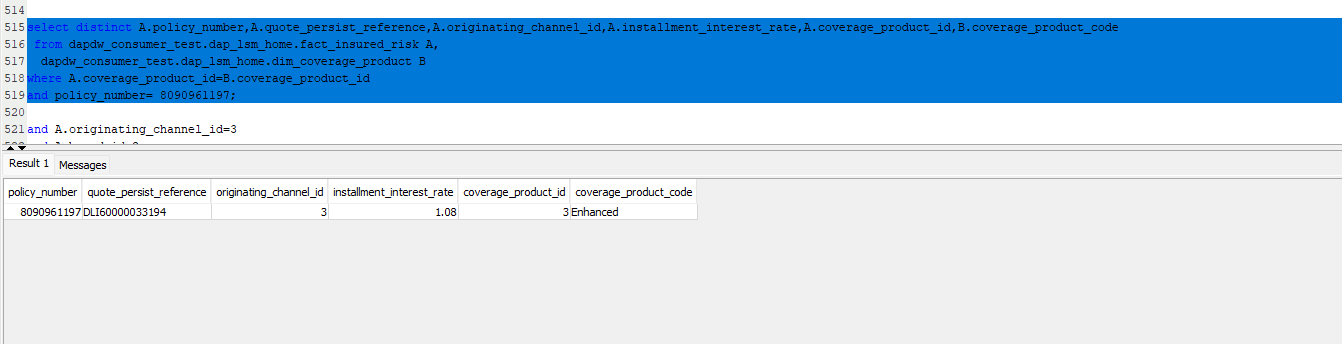 514
515 select distinct A.policy_number,A.quote_persist_reference,A.originating_channel_id,A.installment_interest_rate,A.coverage_product_id,B.coverage_product_code
516 from dapdw_consumer_test.dap_lsm_home.fact_insured_risk A,
517 dapdw_consumer_test.dap_lsm_home.dim_coverage_product B
518 where A.coverage_product_id=B.coverage_product_id
519 and policy_number= 8090961197;
520
521 and A.originating_channel_id=3
Result 1 Messages
policy_number quote_persist_reference originating_channel_id installment_interest_rate coverage_product_id coverage_product_code
8090961197 DLI60000033194 3 1.08 3 Enhanced